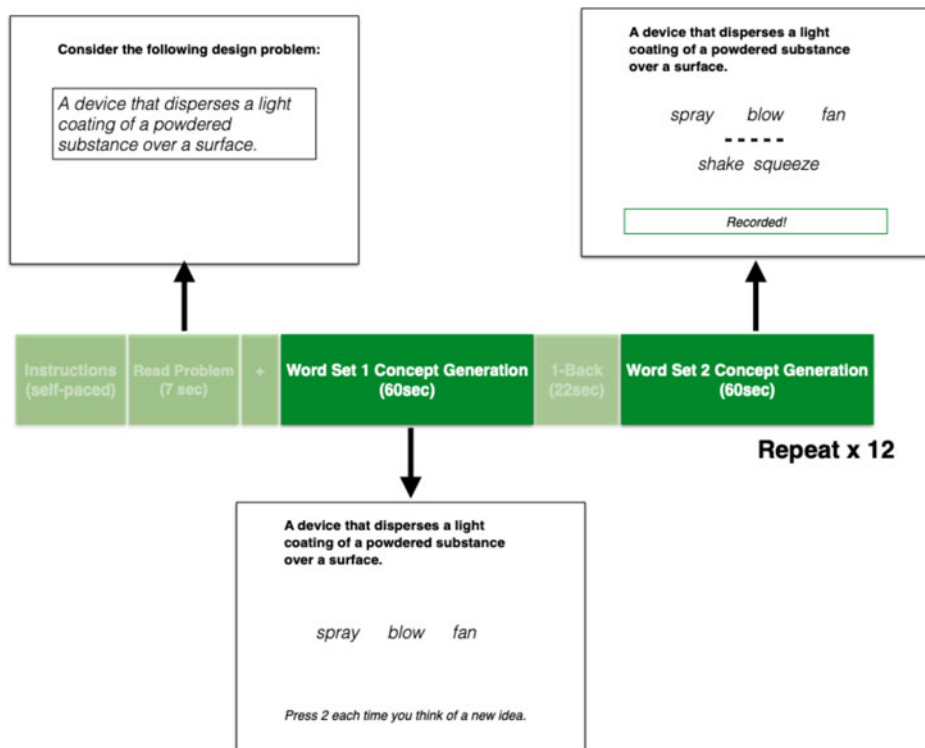 Consider the following design problem:
A device that disperses a light
coating of a powdered
substance over a surface.
A device that disperses a light
coating of a powdered substance
over a surface.
spray blow fan
-----
shake squeeze
Recorded!
Instructions
(self-paced)
Read Problem
(7 sec)
+
Word Set 1 Concept Generation
(60sec)
1-Back
(22sec)
Word Set 2 Concept Generation
(60sec)
Repeat x 12
A device that disperses a light
coating of a powdered substance
over a surface.
spray blow fan
Press 2 each time you think of a new idea.